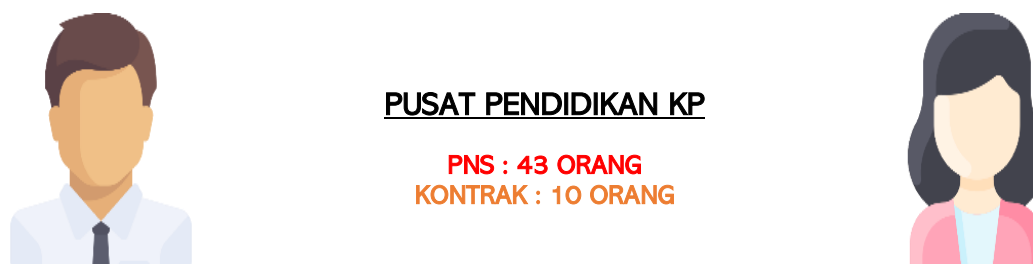 PUSAT PENDIDIKAN KP
PNS : 43 ORANG
KONTRAK : 10 ORANG